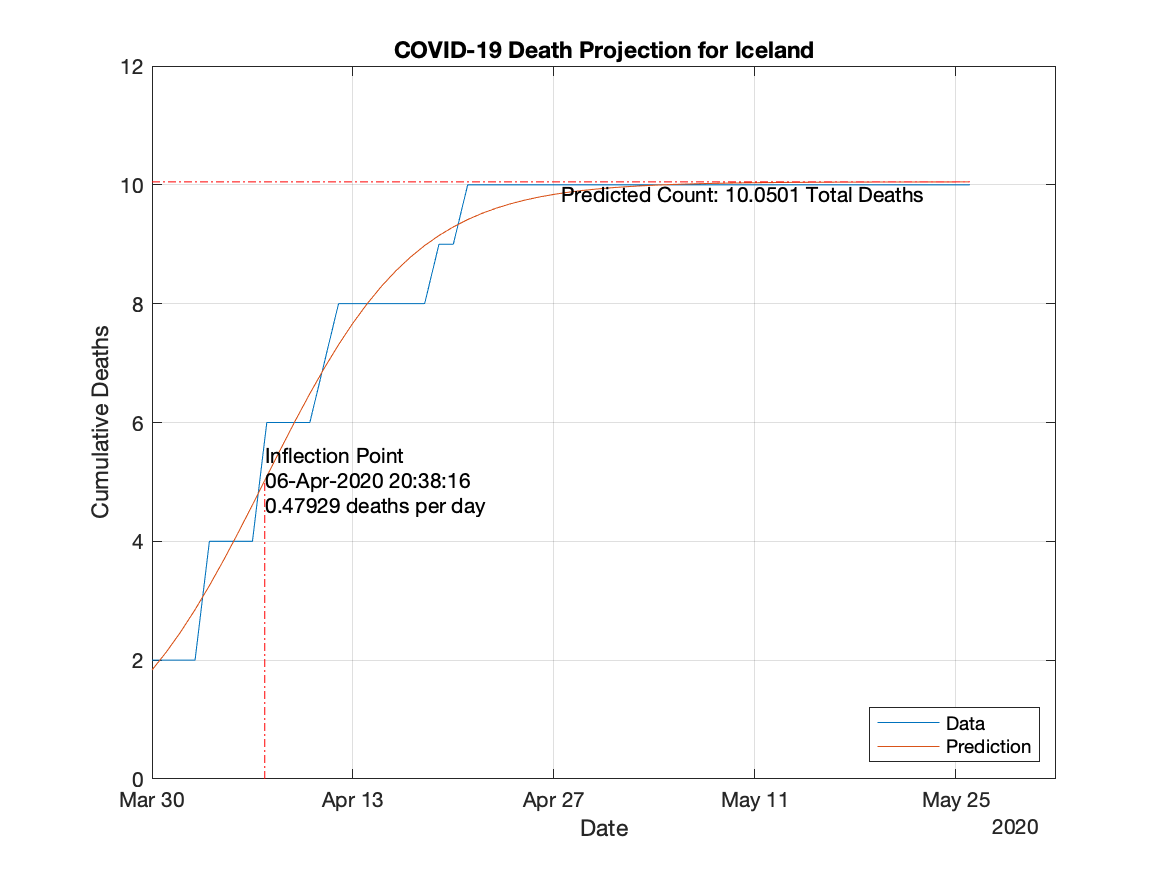 COVID-19 Death Projection for Iceland
12
10
8
6
4
2
0
Cumulative Deaths
Predicted Count: 10.0501 Total Deaths
Inflection Point
06-Apr-2020 20:38:16
0.47929 deaths per day
Data
Prediction
Mar 30
Apr 13
Apr 27
May 11
May 25
Date
2020